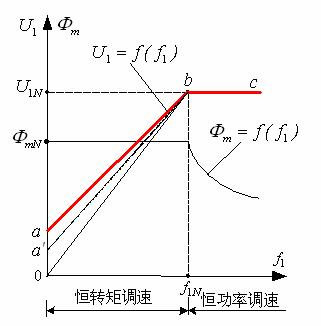 U₁ Φₘ
U₁ = f(f₁)
b
c
U₁N
ΦmN
Φₘ = f(f₁)
a
a'
0
f₁N
f₁
恒转矩调速
恒功率调速